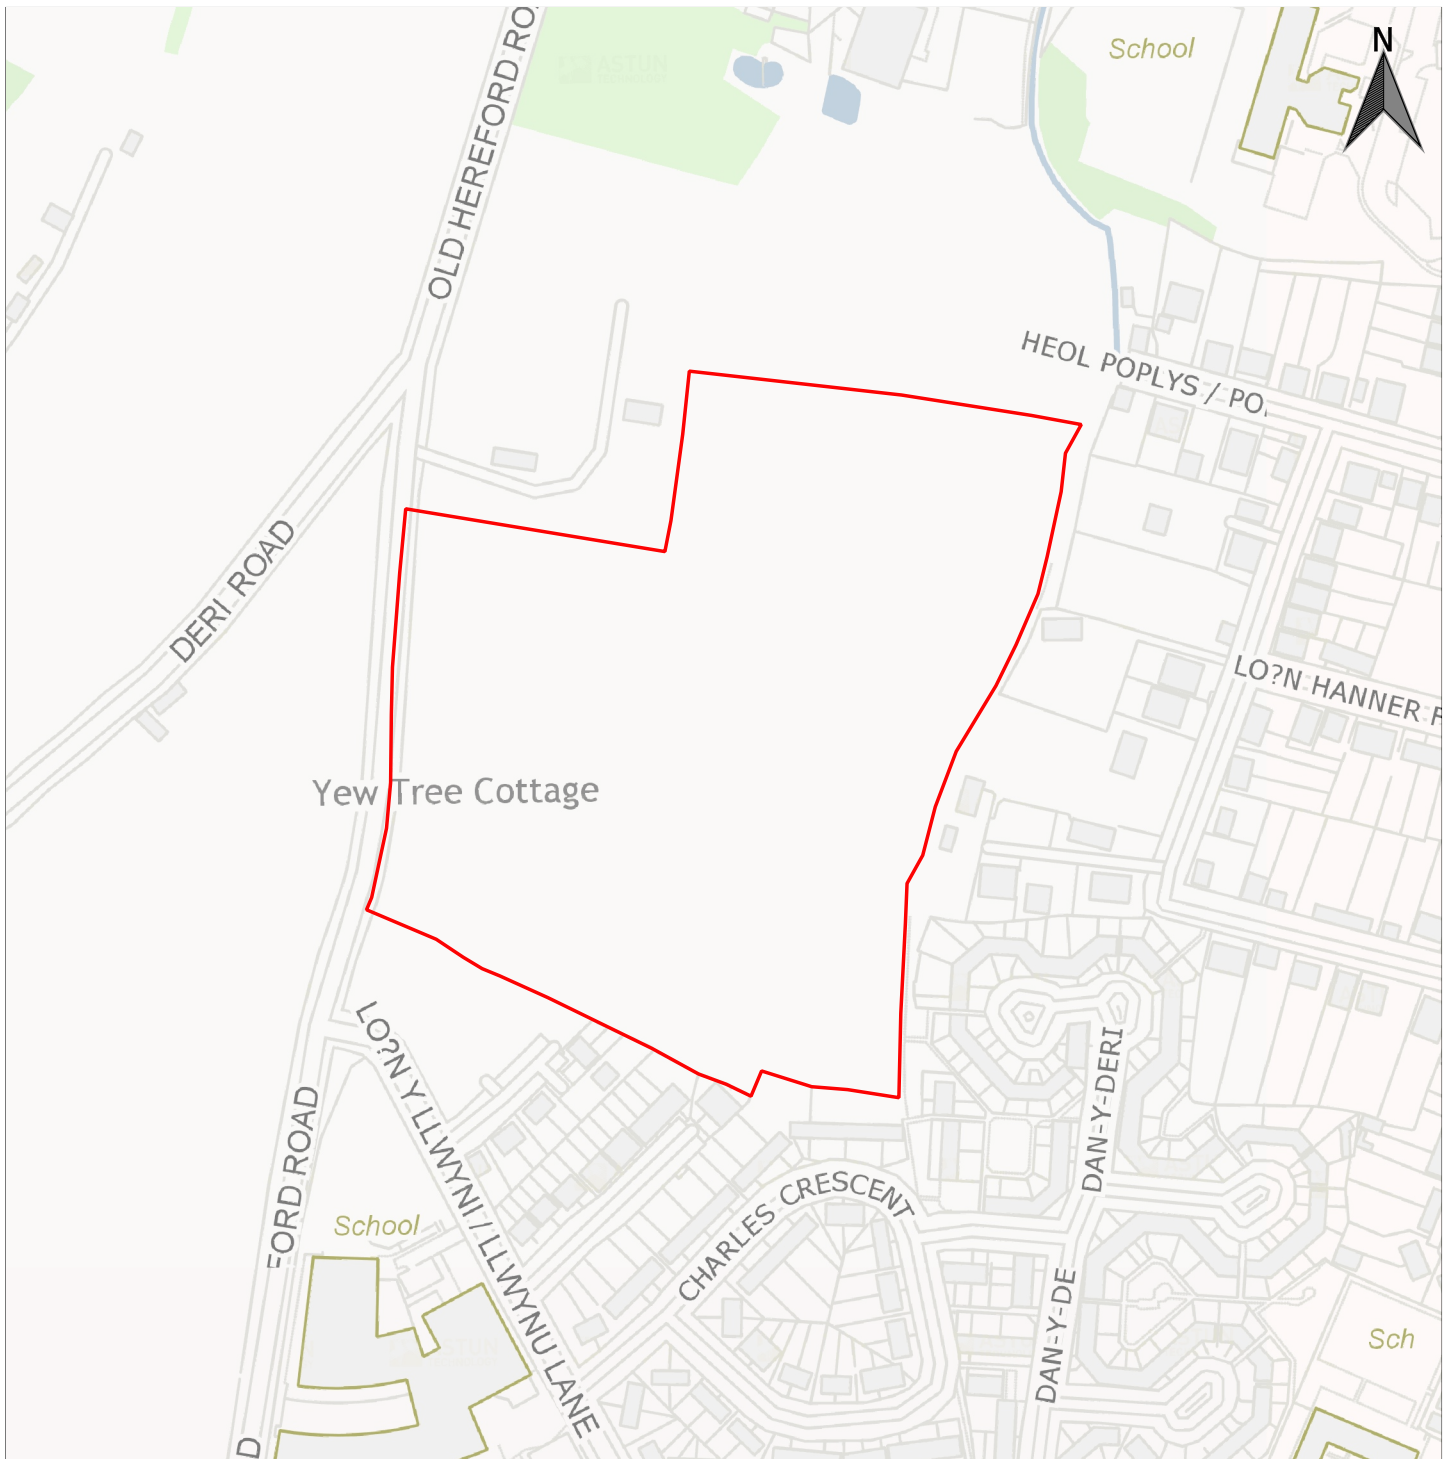 School
N
OLD HEREFORD RO
ASTUN
HEOL POPLYS / PO
DERI ROAD
LO?N HANNER
Yew Tree Cottage
LO?N Y LLWYNI / LLWYNU LANE
DAN-Y-DERI
FORD ROAD
CHARLES CRESCENT
School
DAN-Y-DE
Sch
D